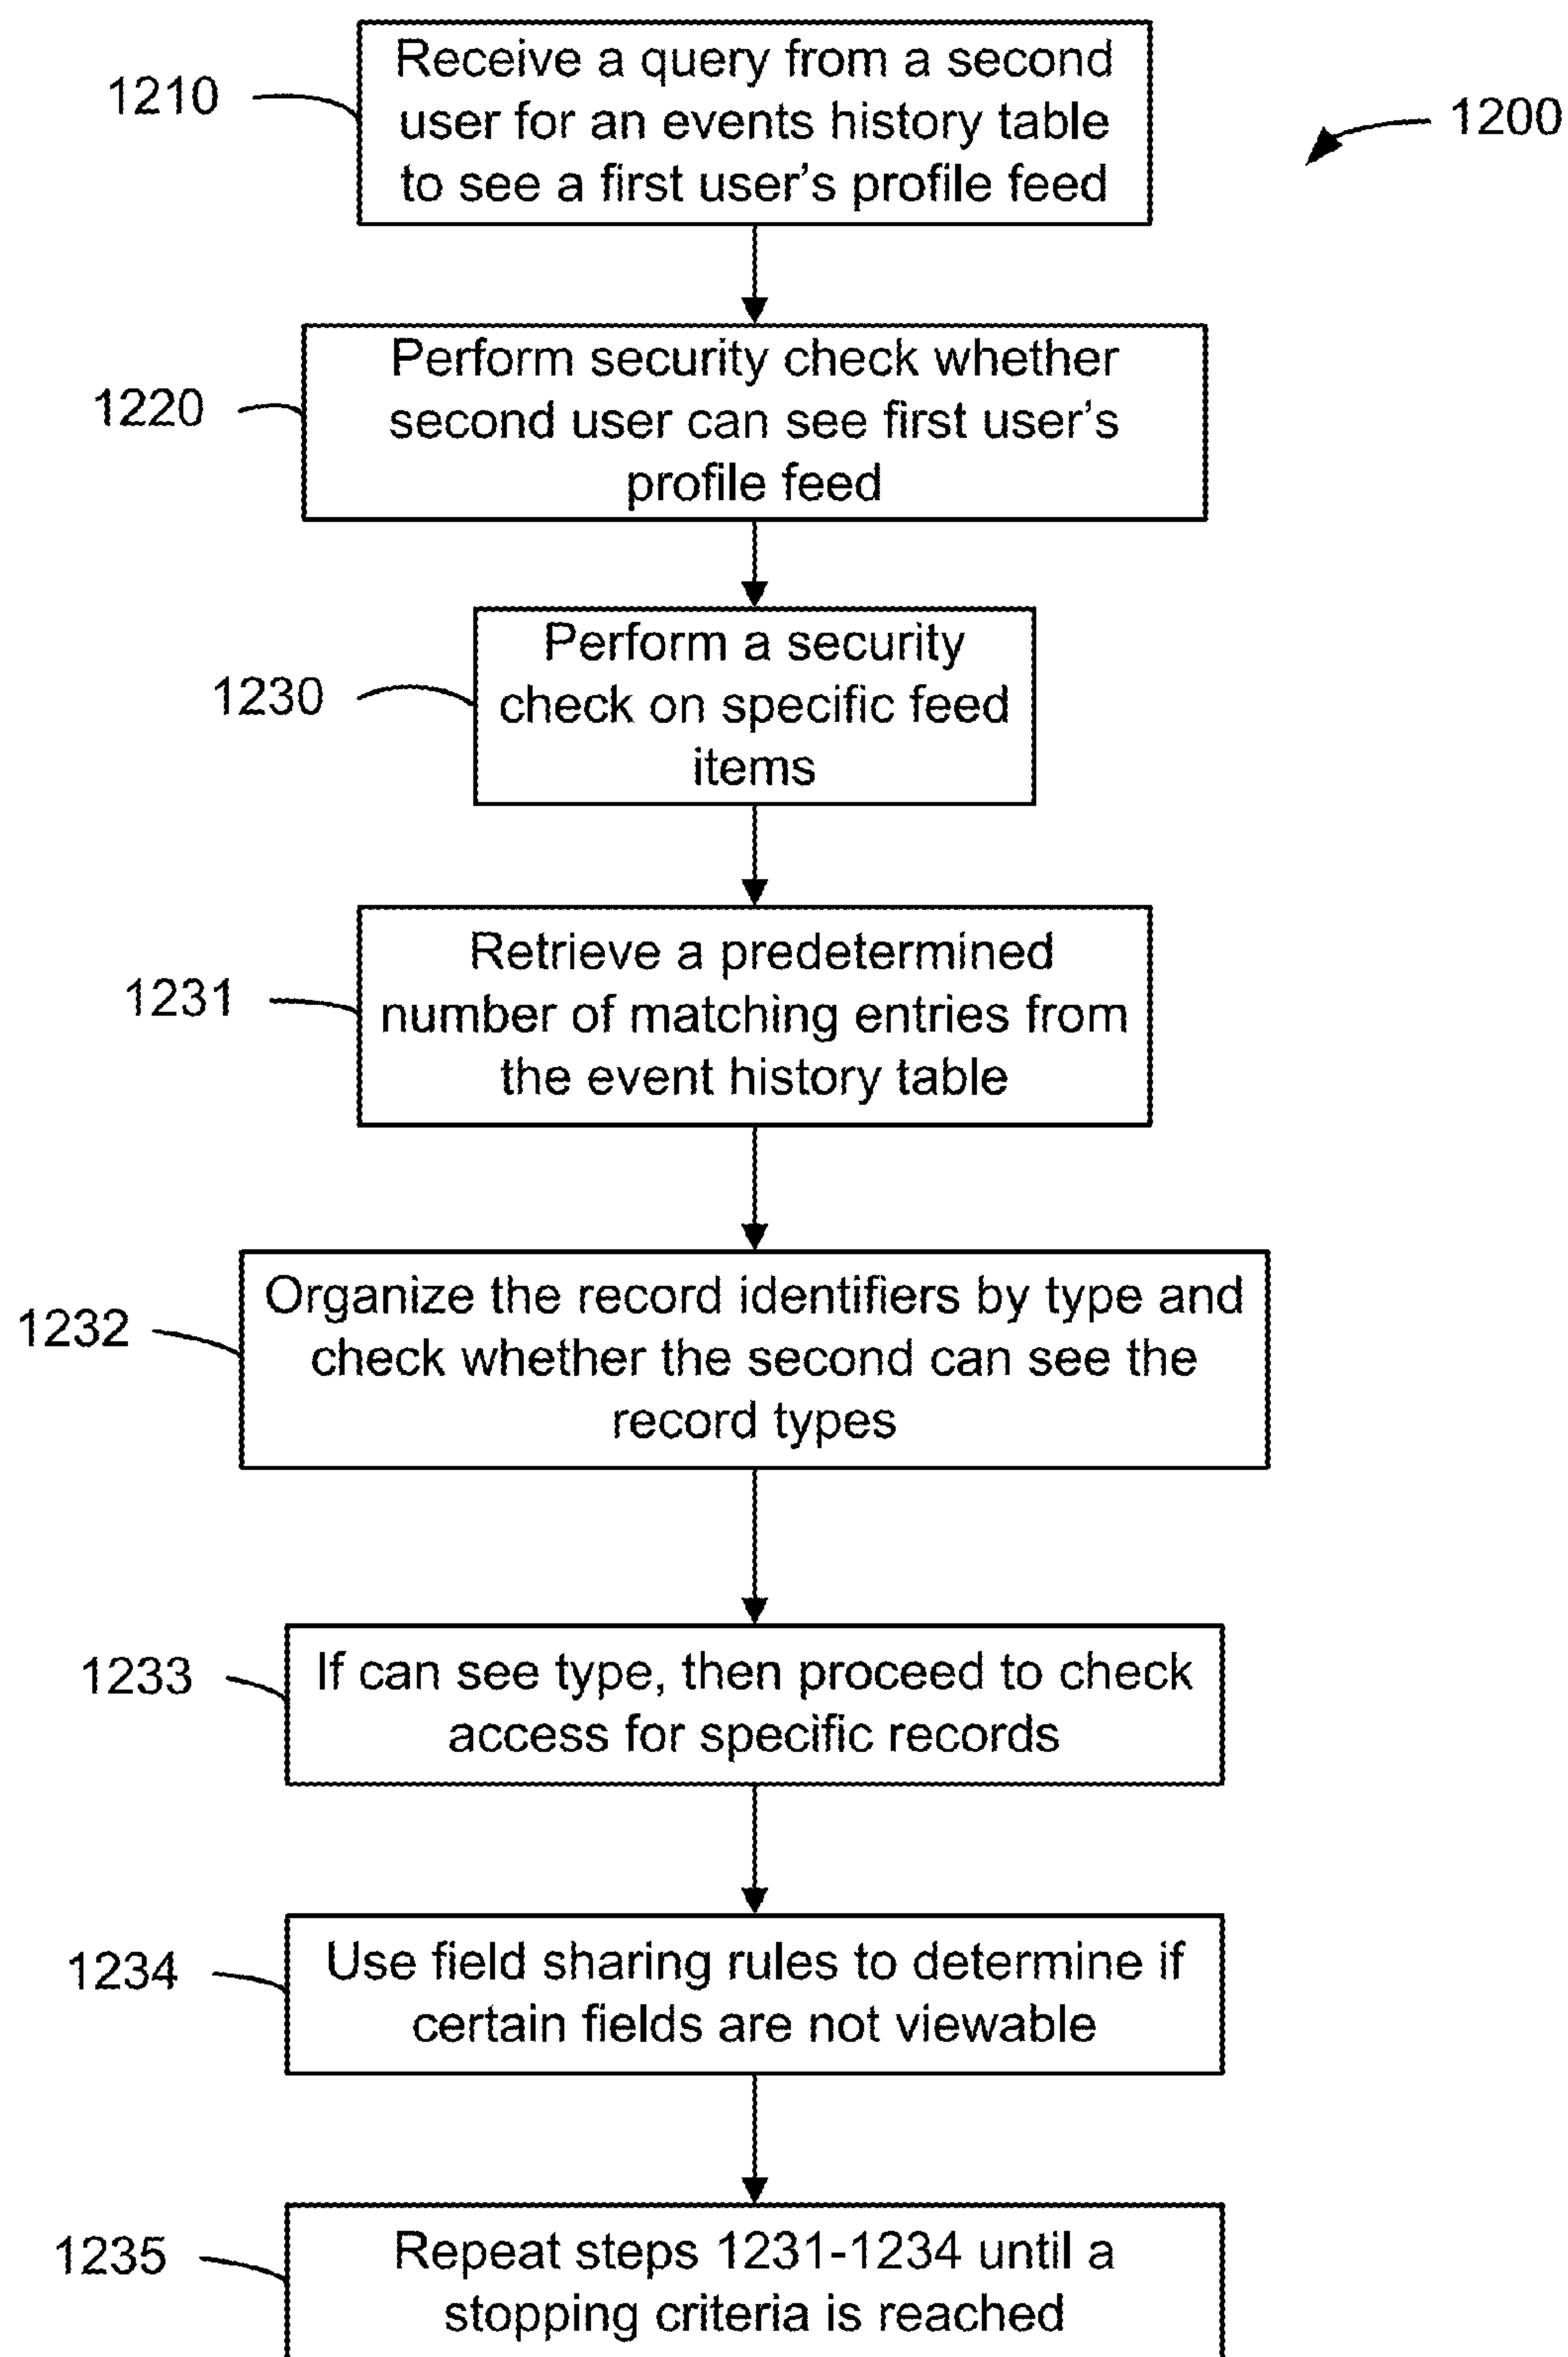 1200
1210
Receive a query from a second
user for an events history table
to see a first user's profile feed
1220
Perform security check whether
second user can see first user's
profile feed
1230
Perform a security
check on specific feed
items
1231
Retrieve a predetermined
number of matching entries from
the event history table
1232
Organize the record identifiers by type and
check whether the second can see the
record types
1233
If can see type, then proceed to check
access for specific records
1234
Use field sharing rules to determine if
certain fields are not viewable
1235
Repeat steps 1231-1234 until a
stopping criteria is reached